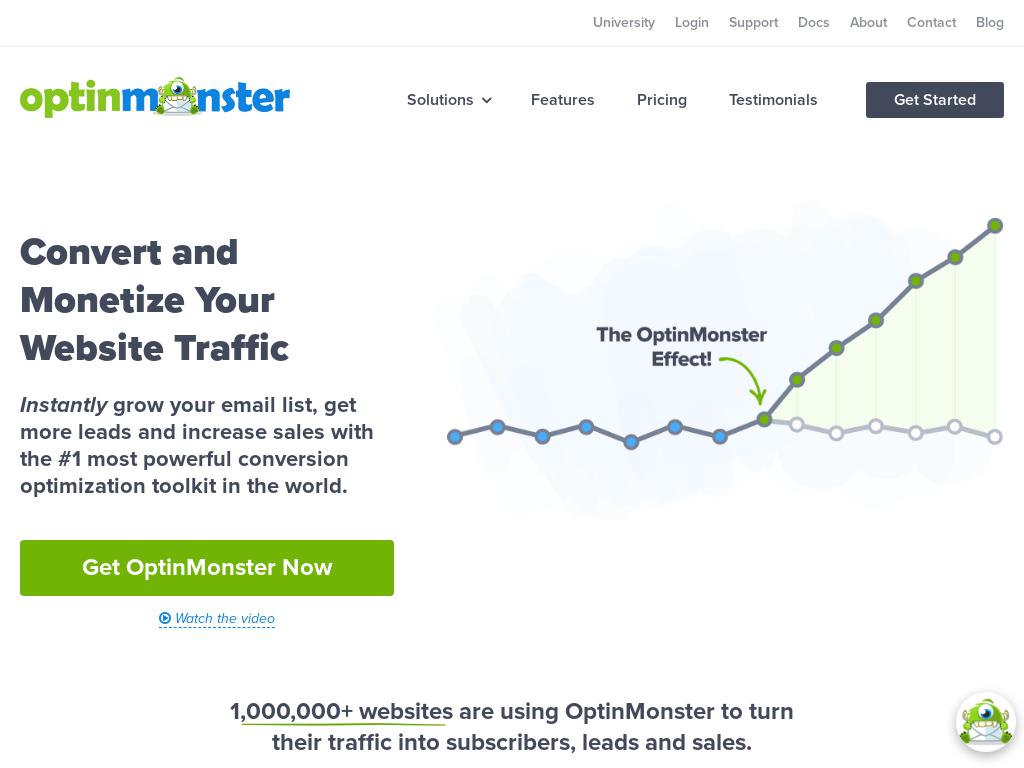 University Login Support Docs About Contact Blog
optinmonster
Solutions Features Pricing Testimonials Get Started
Convert and
Monetize Your
Website Traffic
Instantly grow your email list, get
more leads and increase sales with
the #1 most powerful conversion
optimization toolkit in the world.
The OptinMonster
Effect!
Get OptinMonster Now
Watch the video
1,000,000+ websites are using OptinMonster to turn
their traffic into subscribers, leads and sales.